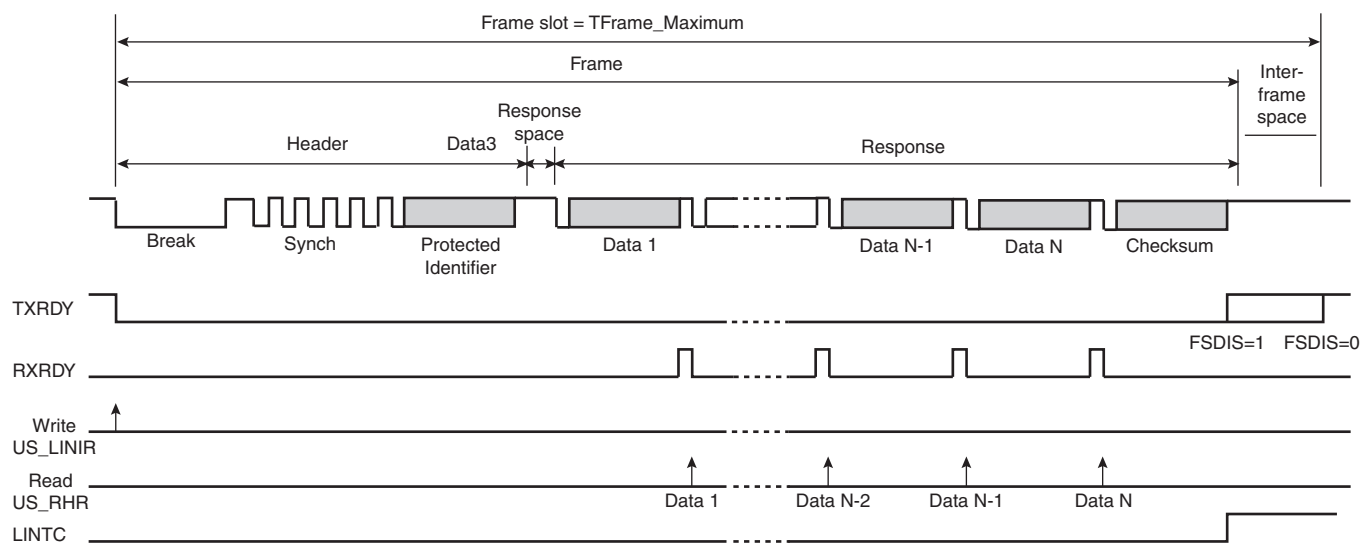 Frame slot = TFrame_Maximum
Frame
Inter-
frame
space
Response
space
Header
Data3
Response
Break
Synch
Protected
Identifier
Data 1
Data N-1
Data N
Checksum
TXRDY
FSDIS=1
FSDIS=0
RXRDY
Write
US_LINIR
Read
US_RHR
Data 1
Data N-2
Data N-1
Data N
LINTC